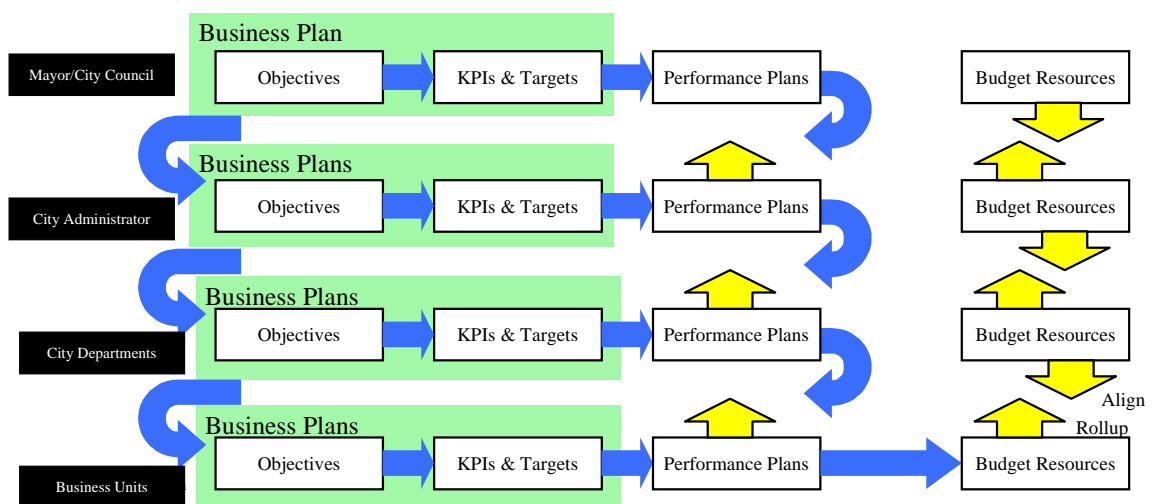 Business Plan
Mayor/City Council
Objectives
KPIs & Targets
Performance Plans
Budget Resources
Business Plans
City Administrator
Objectives
KPIs & Targets
Performance Plans
Budget Resources
Business Plans
City Departments
Objectives
KPIs & Targets
Performance Plans
Budget Resources
Align
Rollup
Business Plans
Business Units
Objectives
KPIs & Targets
Performance Plans
Budget Resources